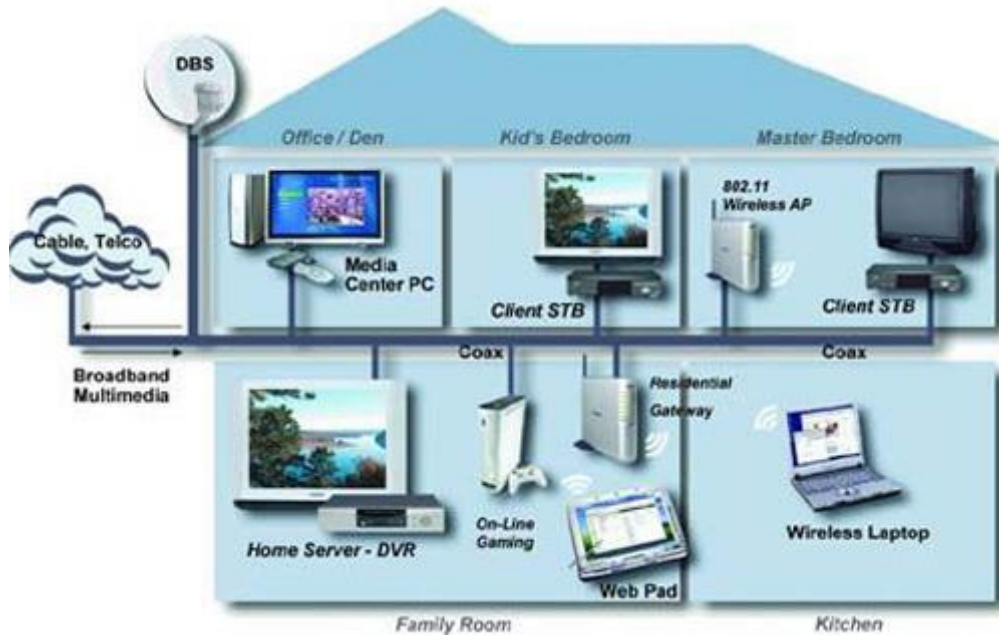 DBS
Office / Den
Kid's Bedroom
Master Bedroom
802.11
Wireless AP
Cable, Telco
Media
Center PC
Client STB
Client STB
Coax
Coax
Broadband
Multimedia
Residential
Gateway
On-Line
Gaming
Home Server - DVR
Wireless Laptop
Web Pad
Family Room
Kitchen